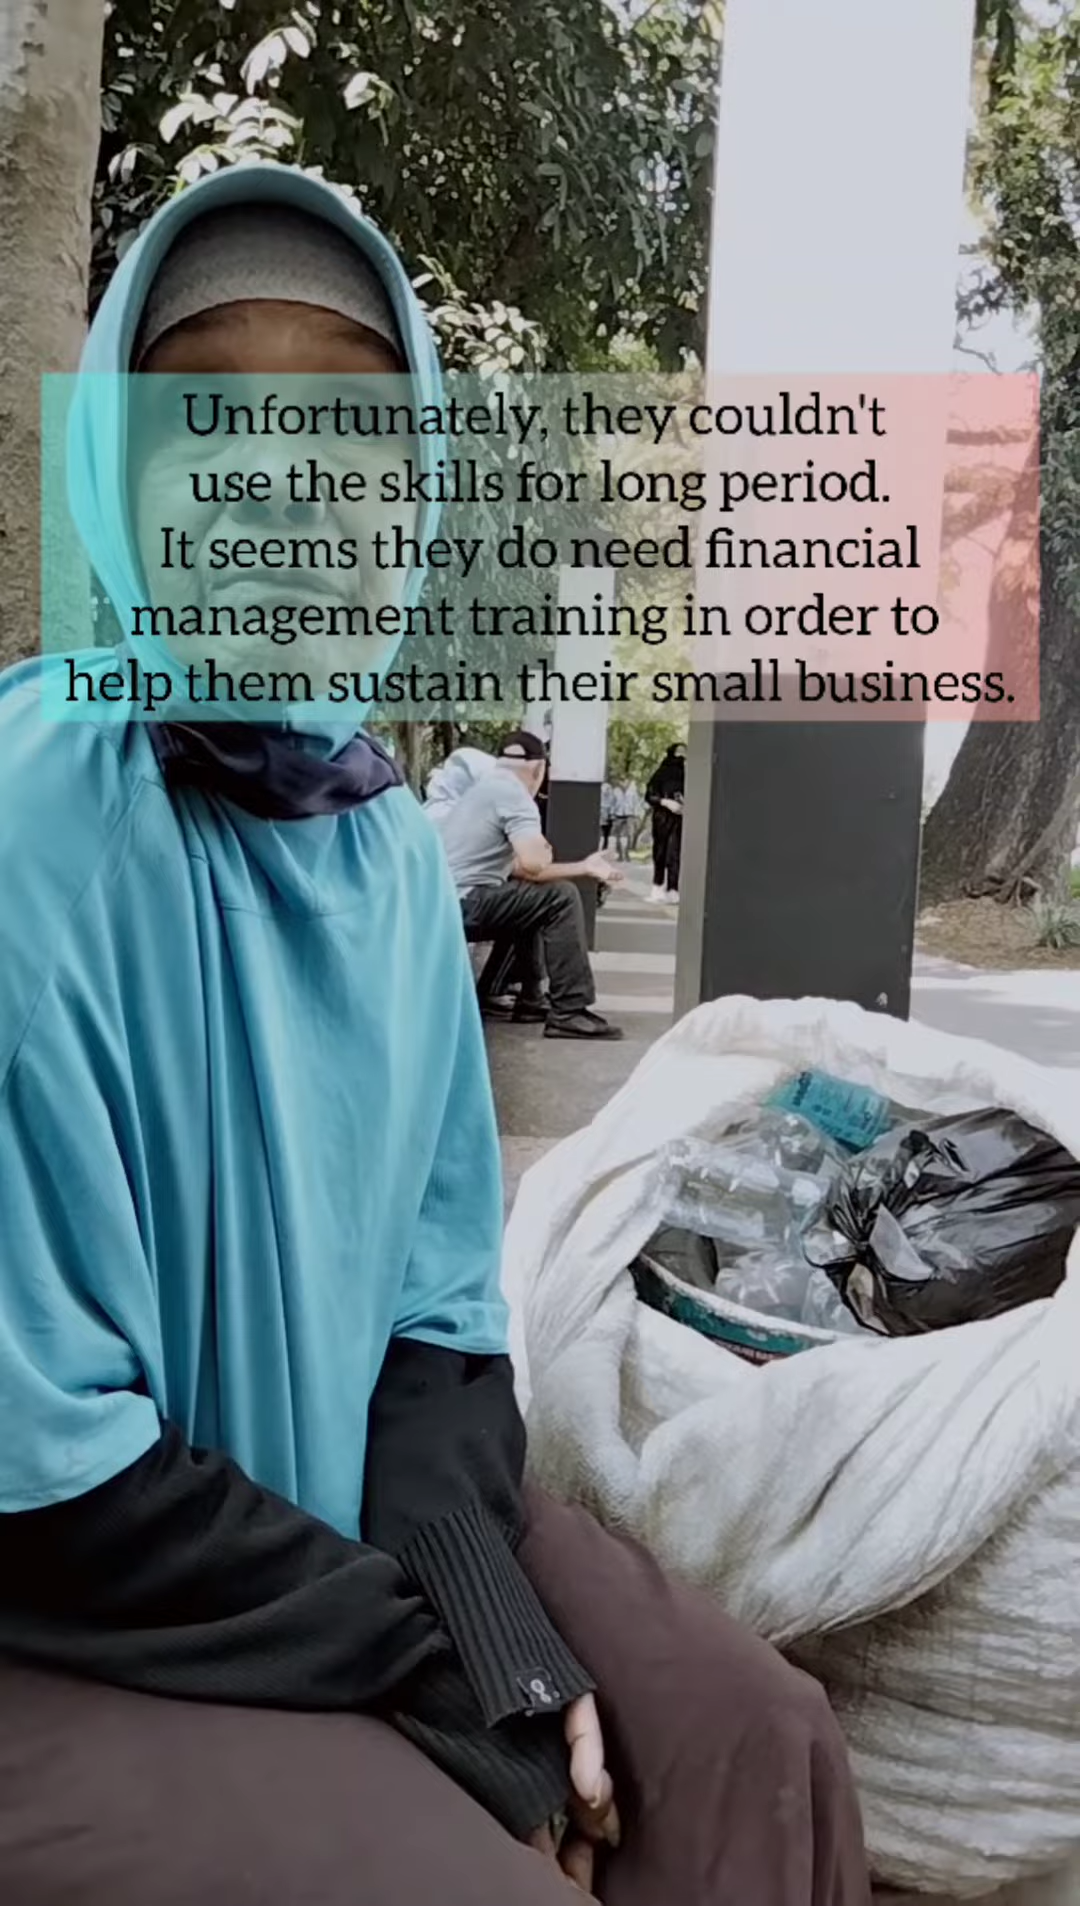 Unfortunately, they couldn't
use the skills for long period.
It seems they do need financial
management training in order to
help them sustain their small business.